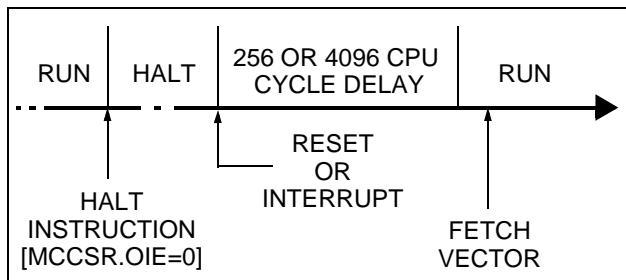 RUN
HALT
256 OR 4096 CPU
CYCLE DELAY
RUN
RESET
OR
INTERRUPT
HALT
INSTRUCTION
[MCCSR.OIE=0]
FETCH
VECTOR